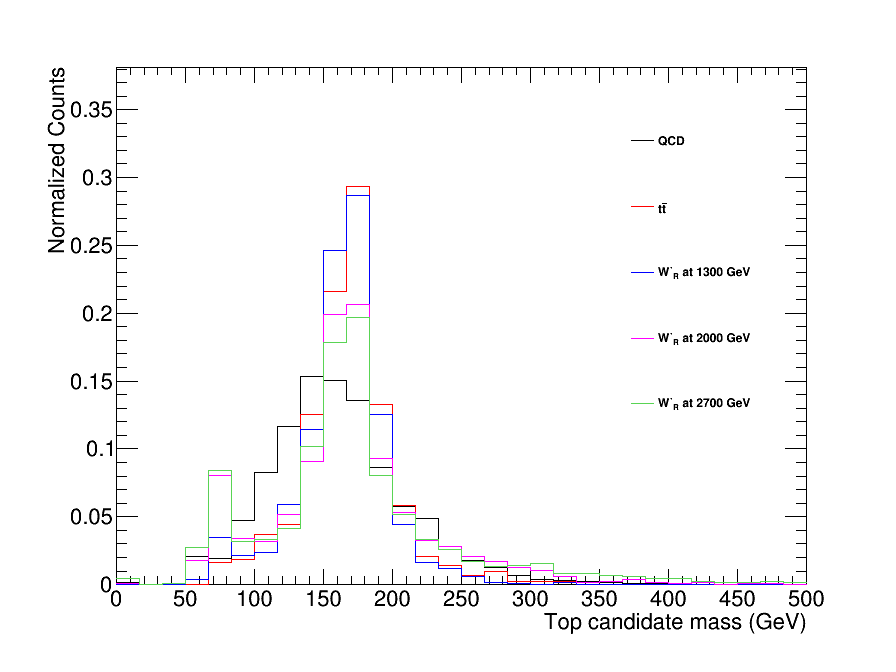 Normalized Counts
0.35
0.3
0.25
0.2
0.15
0.1
0.05
0
QCD
tt̄
W'R at 1300 GeV
W'R at 2000 GeV
W'R at 2700 GeV
0 50 100 150 200 250 300 350 400 450 500
Top candidate mass (GeV)